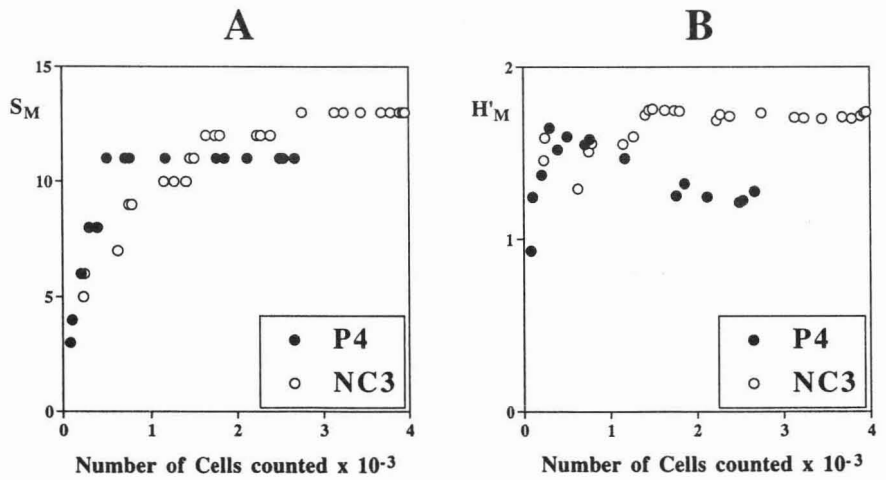 A
15
S_M
10
5
0
0 1 2 3 4
P4
NC3
Number of Cells counted x 10⁻³
B
2
H'_M
1
0
0 1 2 3 4
P4
NC3
Number of Cells counted x 10⁻³